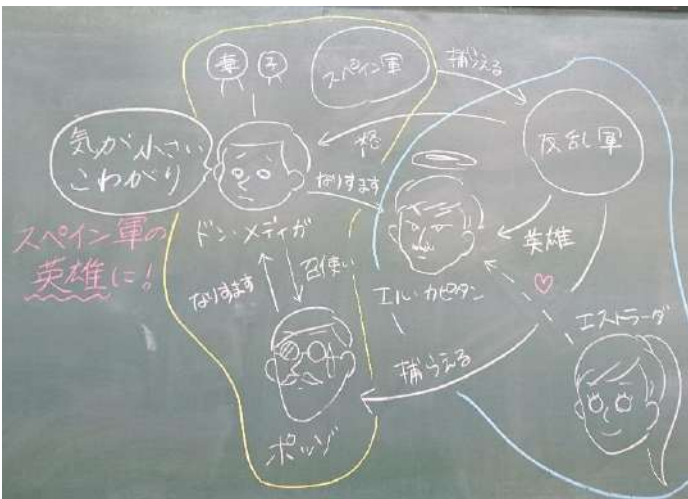 妻
子
スペイン軍
捕らえる
反乱軍
気が小さい
こわがり
なりすます
スペイン軍の
英雄に!
ドン・メディガ
英雄
なりすます
召使い
エル・カピタン
エストラーダ
捕らえる
ポッゾ